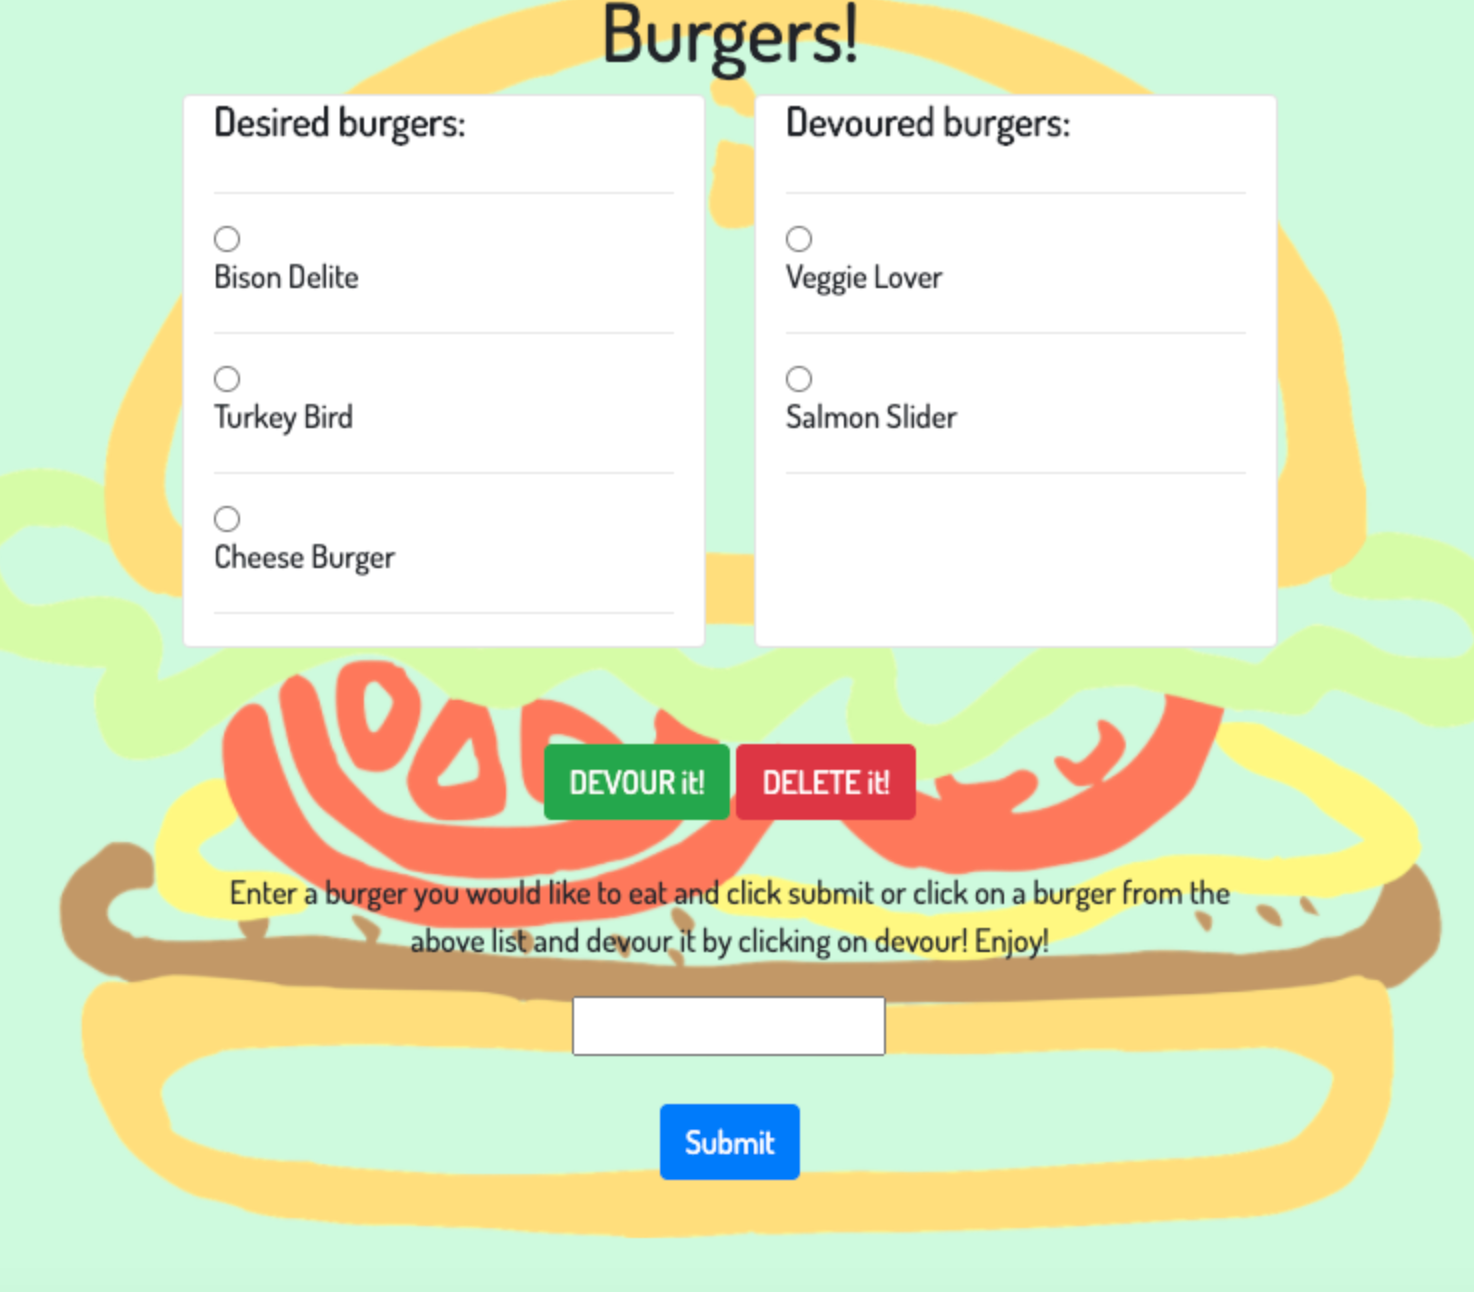 Burgers!
Desired burgers:
Bison Delite
Turkey Bird
Cheese Burger
Devoured burgers:
Veggie Lover
Salmon Slider
DEVOUR it!
DELETE it!
Enter a burger you would like to eat and click submit or click on a burger from the
above list and devour it by clicking on devour! Enjoy!
Submit